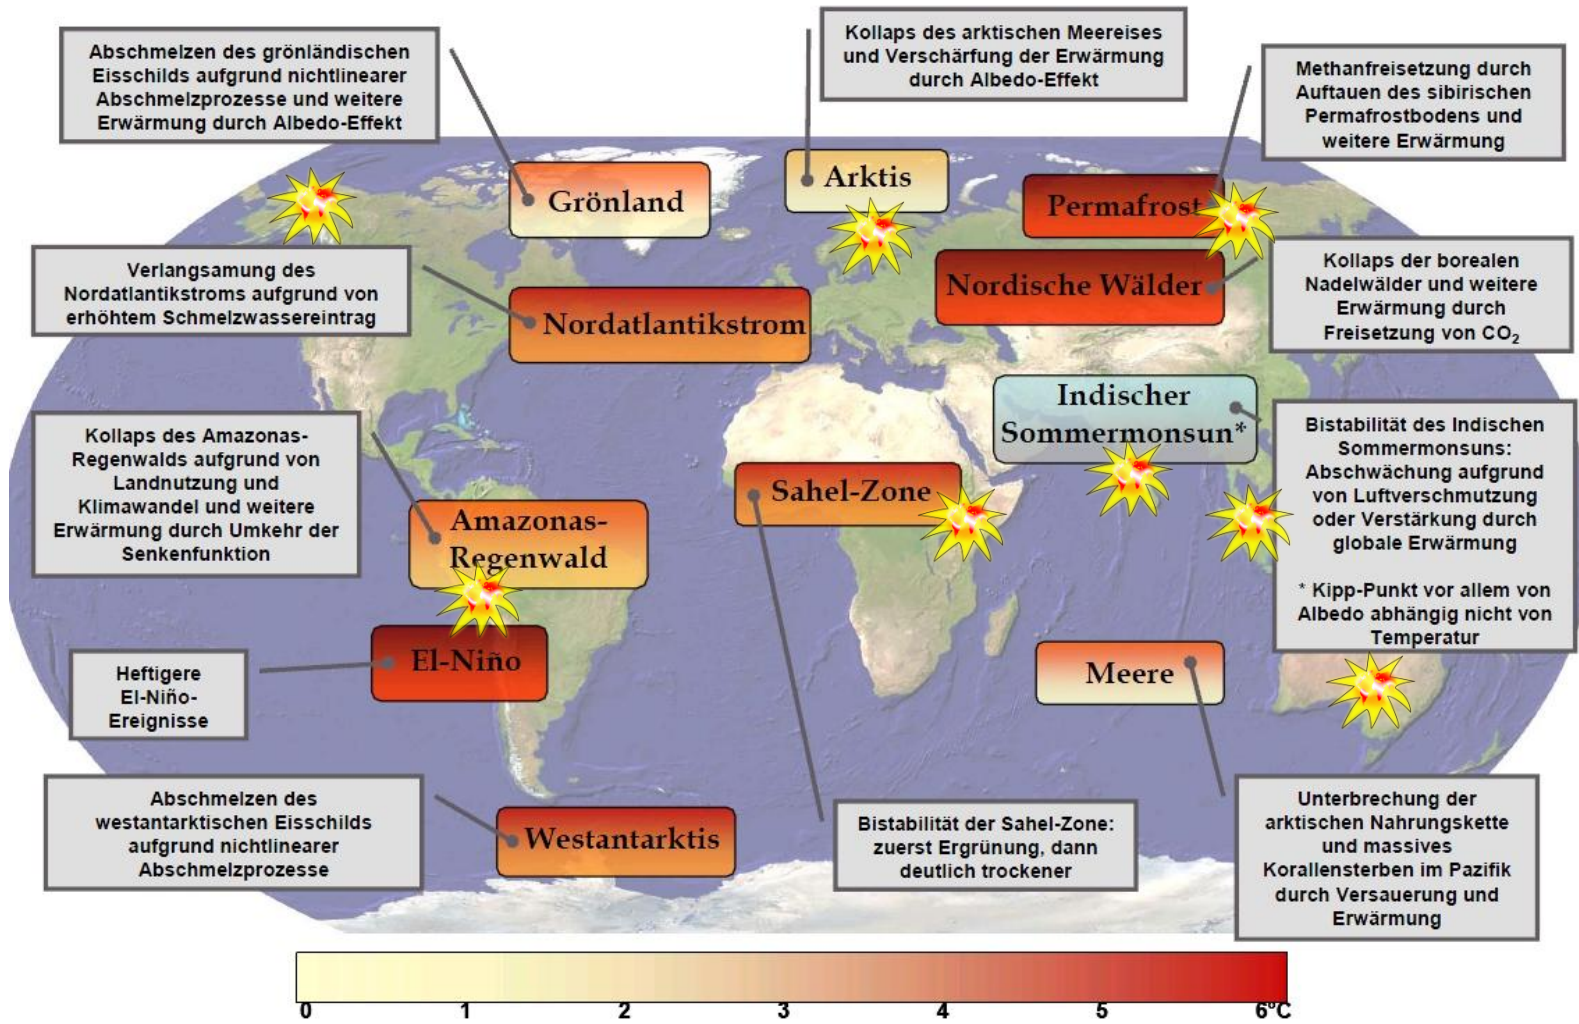 Abschmelzen des grönländischen
Eisschilds aufgrund nichtlinearer
Abschmelzprozesse und weitere
Erwärmung durch Albedo-Effekt
Kollaps des arktischen Meereises
und Verschärfung der Erwärmung
durch Albedo-Effekt
Methanfreisetzung durch
Auftauen des sibirischen
Permafrostbodens und
weitere Erwärmung
Grönland
Arktis
Permafrost
Verlangsamung des
Nordatlantikstroms aufgrund von
erhöhtem Schmelzwassereintrag
Nordatlantikstrom
Nordische Wälder
Kollaps der borealen
Nadelwälder und weitere
Erwärmung durch
Freisetzung von CO₂
Kollaps des Amazonas-
Regenwalds aufgrund von
Landnutzung und
Klimawandel und weitere
Erwärmung durch Umkehr der
Senkenfunktion
Amazonas-
Regenwald
Sahel-Zone
Indischer
Sommermonsun*
Bistabilität des Indischen
Sommermonsuns:
Abschwächung aufgrund
von Luftverschmutzung
oder Verstärkung durch
globale Erwärmung
* Kipp-Punkt vor allem von
Albedo abhängig nicht von
Temperatur
Heftigere
El-Niño-
Ereignisse
El-Niño
Meere
Abschmelzen des
westantarktischen Eisschilds
aufgrund nichtlinearer
Abschmelzprozesse
Westantarktis
Bistabilität der Sahel-Zone:
zuerst Ergrünung, dann
deutlich trockener
Unterbrechung der
arktischen Nahrungskette
und massives
Korallensterben im Pazifik
durch Versauerung und
Erwärmung
0 1 2 3 4 5 6°C